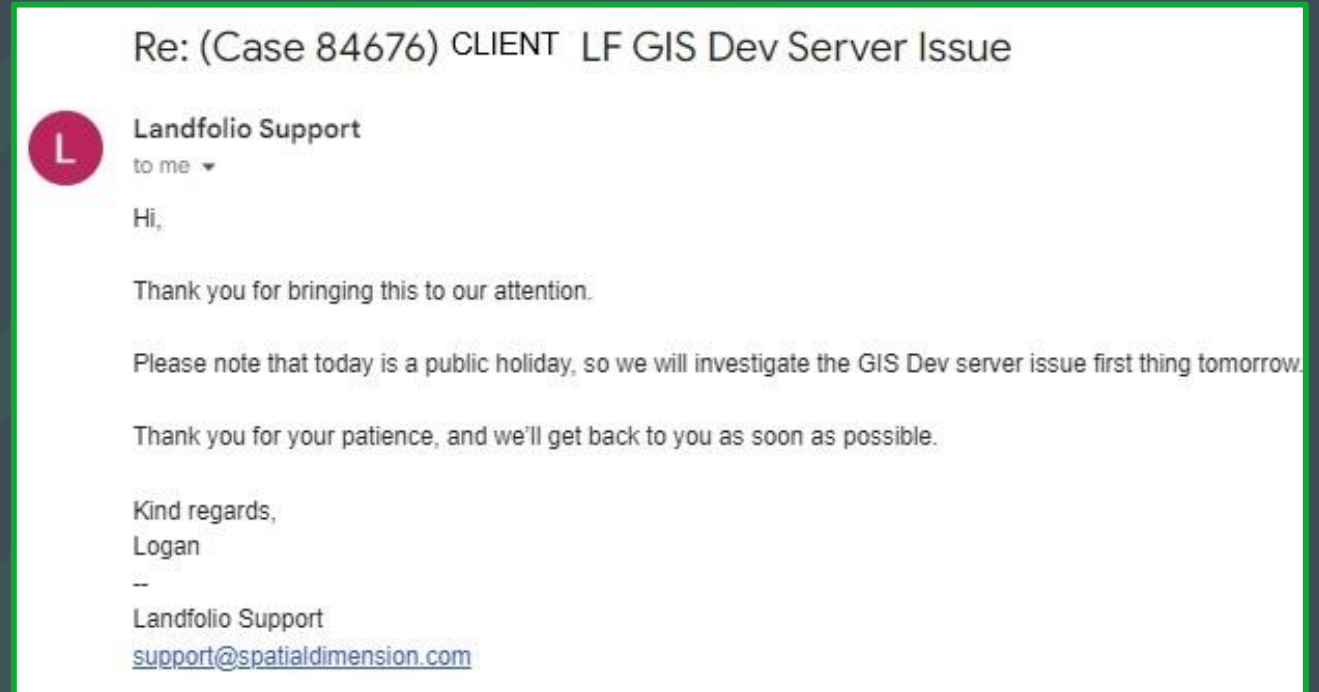 Re: (Case 84676) CLIENT LF GIS Dev Server Issue
L
Landfolio Support
to me
Hi,
Thank you for bringing this to our attention.
Please note that today is a public holiday, so we will investigate the GIS Dev server issue first thing tomorrow.
Thank you for your patience, and we'll get back to you as soon as possible.
Kind regards,
Logan
--
Landfolio Support
support@spatialdimension.com